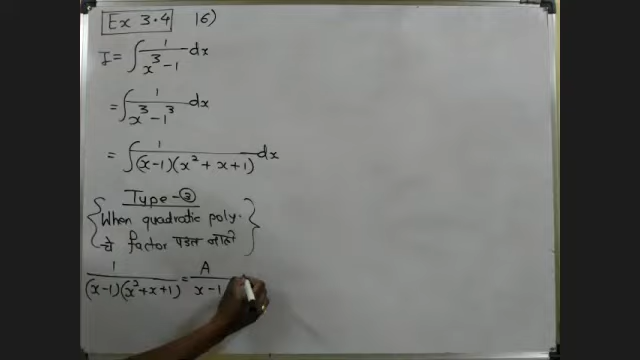 Ex 3.4 16)
I = ∫ 1/(x³-1) dx
= ∫ 1/(x³-1³) dx
= ∫ 1/((x-1)(x²+x+1)) dx
Type-③
{When quadratic poly.
चे factor पडत नाही}
1/((x-1)(x²+x+1)) = A/(x-1)